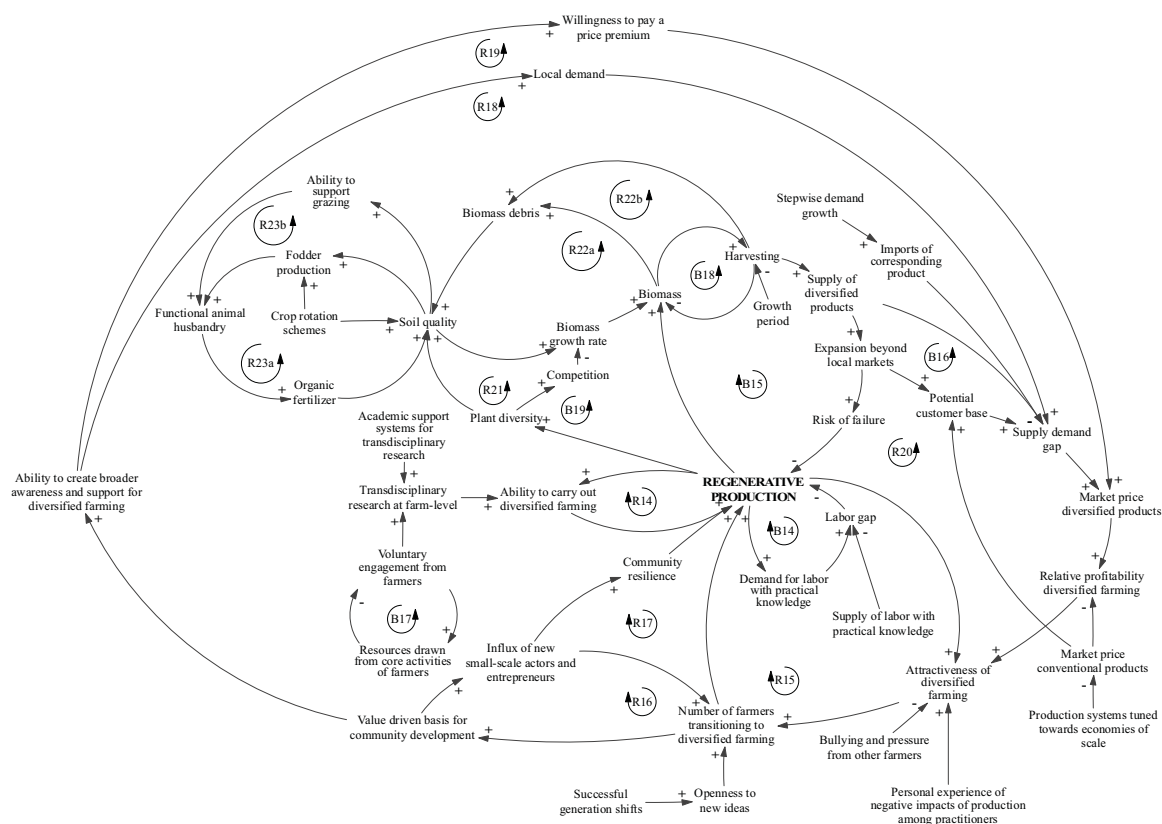 Willingness to pay a
price premium
+
R19
Local demand
+
R18
Ability to
support
grazing
+
R23b
Biomass debris
+
+
R22b
R22a
Stepwise demand
growth
+
Imports of
corresponding
product
Fodder
production
+
+
Harvesting
+
-
B18
+
Supply of
diversified
products
Biomass
-
+
+
Growth
period
Functional animal
husbandry
+
+
Crop rotation
schemes
+
Soil quality
+
+
+
Biomass
growth rate
+
-
+
Expansion beyond
local markets
B16
+
R23a
Organic
fertilizer
+
R21
Competition
+
B19
B15
Potential
customer base
+
+
-
+
Supply demand
gap
Plant diversity
+
Academic support
systems for
transdisciplinary
research
+
Risk of failure
+
-
R20
Ability to create broader
awareness and support for
diversified farming
+
Transdisciplinary
research at farm-level
+
+
Ability to carry out
diversified farming
+
R14
REGENERATIVE
PRODUCTION
+
+
-
+
+
Market price
diversified products
B14
Labor gap
+
-
Voluntary
engagement from
farmers
-
+
B17
Community
resilience
+
Demand for labor
with practical
knowledge
+
+
Relative profitability
diversified farming
-
R17
Supply of labor with
practical knowledge
Resources drawn
from core activities
of farmers
Influx of new
small-scale actors and
entrepreneurs
+
Market price
conventional products
-
+
+
Attractiveness of
diversified
farming
-
+
R15
R16
+
Number of farmers
transitioning to
diversified farming
+
+
Value driven basis for
community development
+
Bullying and pressure
from other farmers
Production systems tuned
towards economies of
scale
Successful
generation shifts
+
Openness to
new ideas
Personal experience of
negative impacts of production
among practitioners